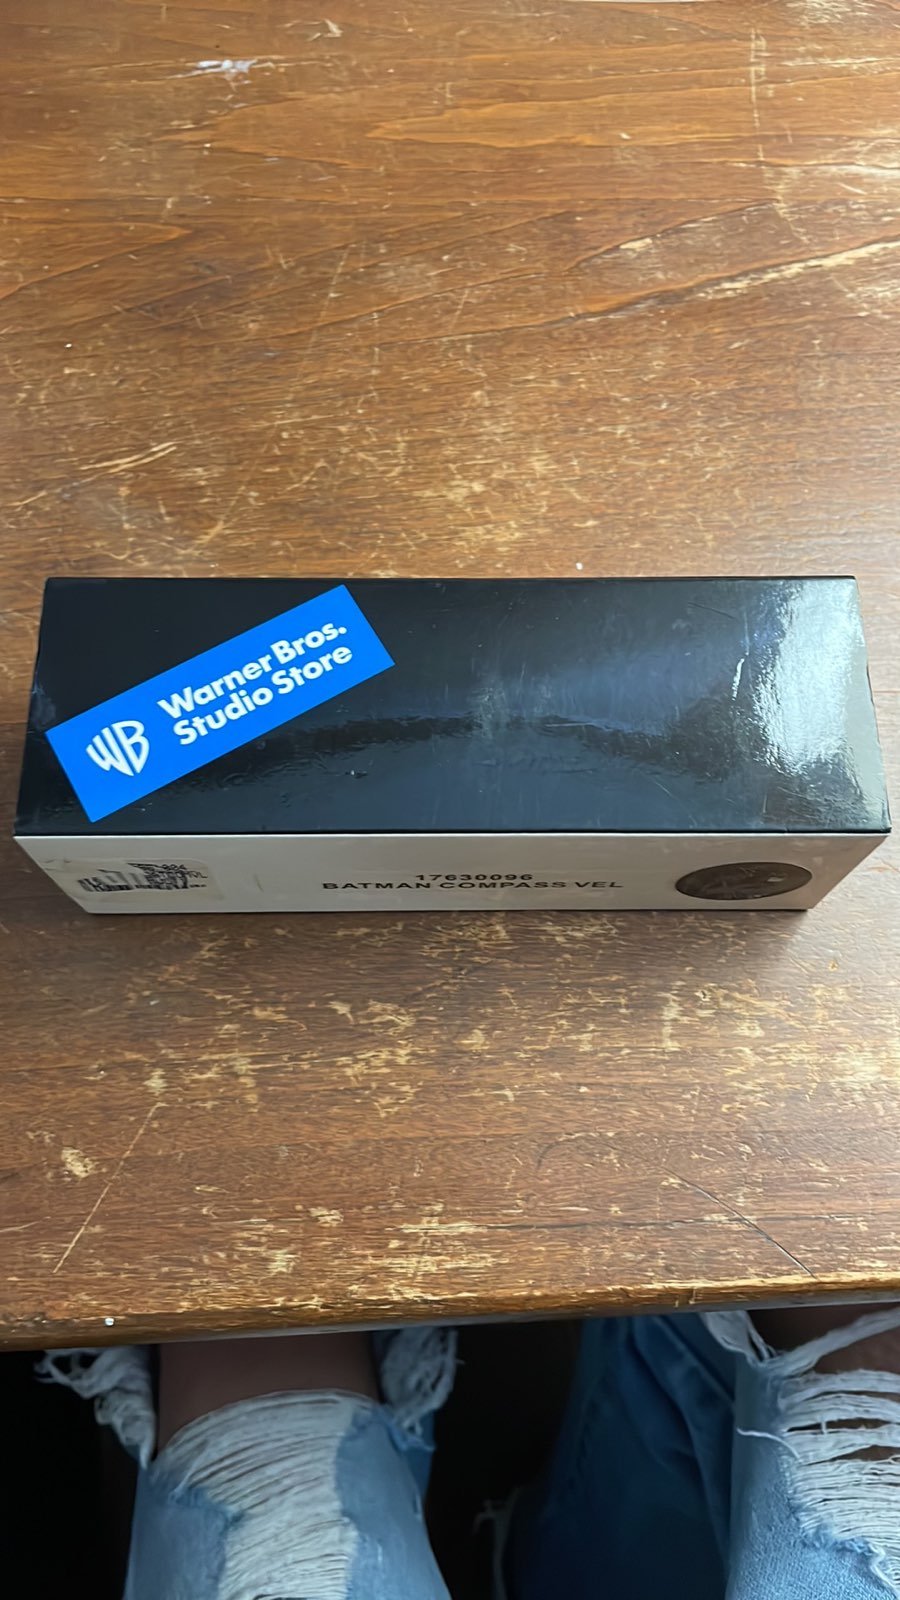 WB
Warner Bros.
Studio Store
17630096
BATMAN COMPASS VEL